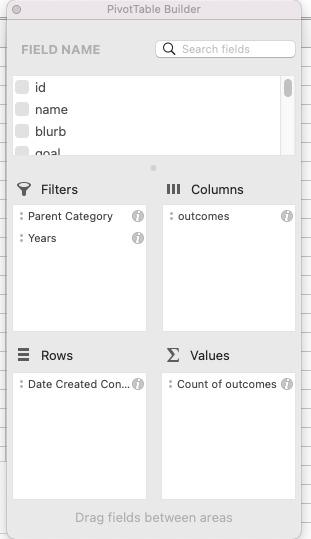 PivotTable Builder
FIELD NAME
Search fields
id
name
blurb
goal
Filters
Columns
Parent Category
Years
outcomes
Rows
Values
Date Created Con...
Count of outcomes
Drag fields between areas